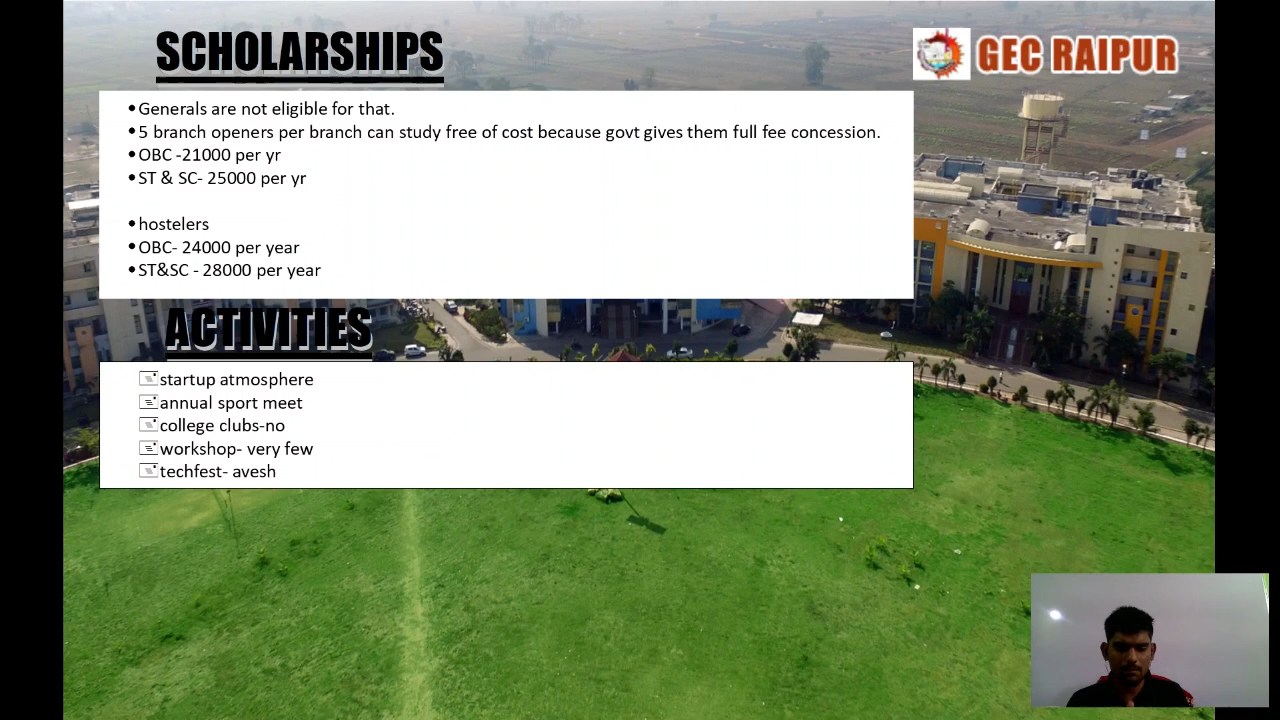 SCHOLARSHIPS
GEC RAIPUR
•Generals are not eligible for that.
•5 branch openers per branch can study free of cost because govt gives them full fee concession.
•OBC -21000 per yr
•ST & SC- 25000 per yr
•hostelers
•OBC- 24000 per year
•ST&SC - 28000 per year
ACTIVITIES
startup atmosphere
annual sport meet
college clubs-no
workshop- very few
techfest- avesh